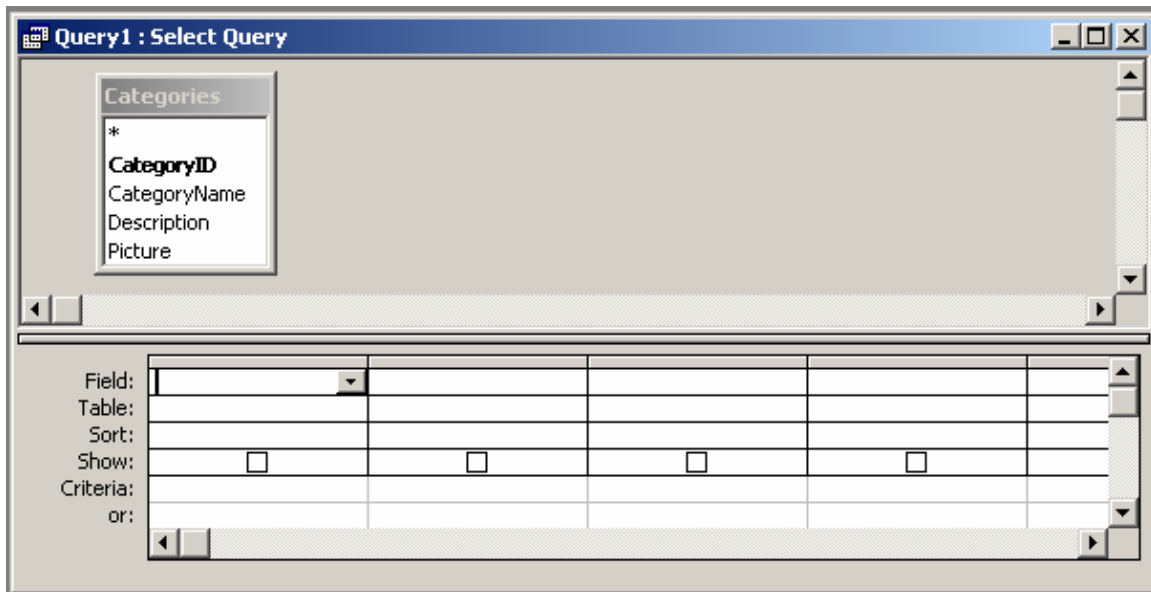 Query1 : Select Query
Categories
*
CategoryID
CategoryName
Description
Picture
Field:
Table:
Sort:
Show:
Criteria:
or: